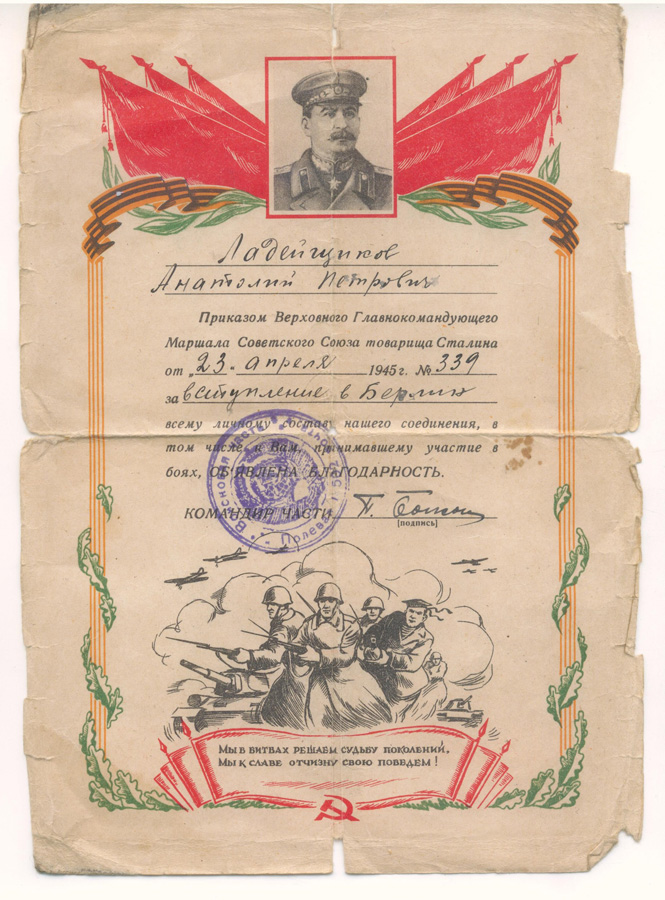 Ладейщиков
Анатолий Петрович
Приказом Верховного Главнокомандующего
Маршала Советского Союза товарища Сталина
от „23" апреля 1945 г. № 339
за вступление в Берлин
всему личному составу нашего соединения, в
том числе и Вам, принимавшему участие в
боях, ОБЪЯВЛЕНА БЛАГОДАРНОСТЬ.
КОМАНДИР ЧАСТИ П.
[подпись]
Полевая
МЫ В БИТВАХ РЕШАЕМ СУДЬБУ ПОКОЛЕНИЙ,
МЫ К СЛАВЕ ОТЧИЗНУ СВОЮ ПОВЕДЕМ!